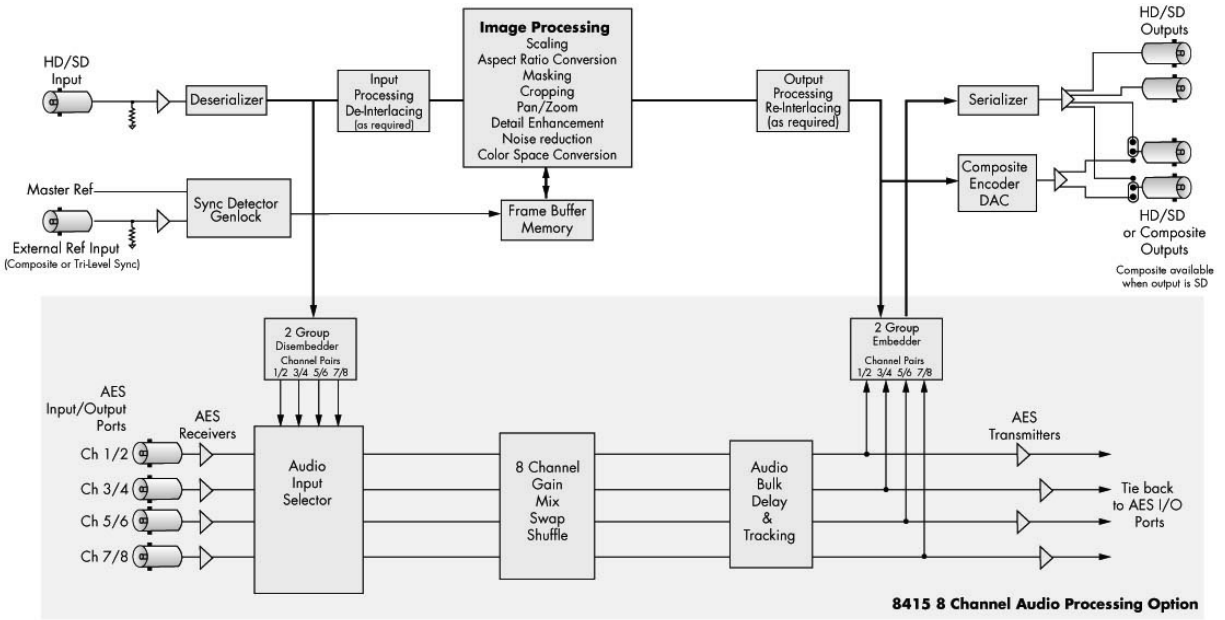 HD/SD
Input
Deserializer
Input
Processing
De-Interlacing
(as required)
Image Processing
Scaling
Aspect Ratio Conversion
Masking
Cropping
Pan/Zoom
Detail Enhancement
Noise reduction
Color Space Conversion
Output
Processing
Re-Interlacing
(as required)
Serializer
HD/SD
Outputs
Master Ref
External Ref Input
(Composite or Tri-Level Sync)
Sync Detector
Genlock
Frame Buffer
Memory
Composite
Encoder
DAC
HD/SD
or Composite
Outputs
Composite available
when output is SD
2 Group
Disembedder
Channel Pairs
1/2 3/4 5/6 7/8
2 Group
Embedder
Channel Pairs
1/2 3/4 5/6 7/8
AES
Input/Output
Ports
AES
Receivers
Ch 1/2
Ch 3/4
Ch 5/6
Ch 7/8
Audio
Input
Selector
8 Channel
Gain
Mix
Swap
Shuffle
Audio
Bulk
Delay
&
Tracking
AES
Transmitters
Tie back
to AES I/O
Ports
8415 8 Channel Audio Processing Option